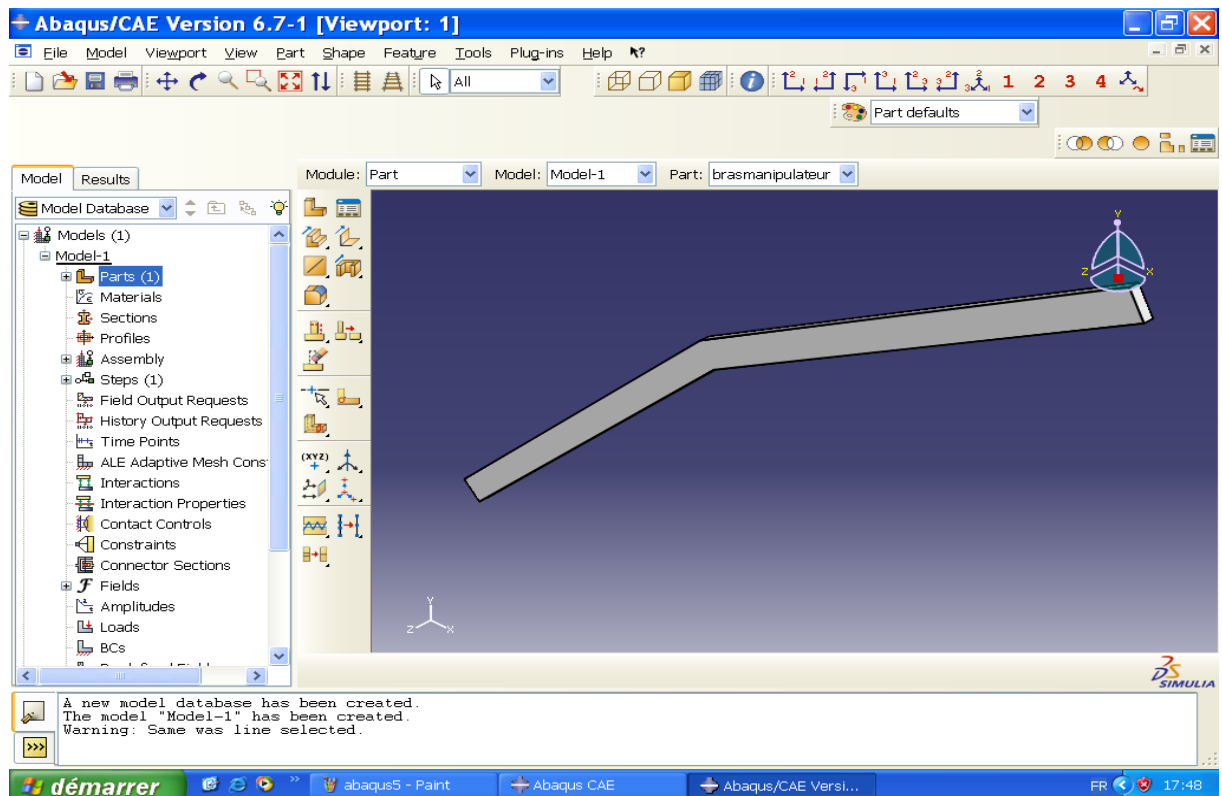 Abaqus/CAE Version 6.7-1 [Viewport: 1]
File Model Viewport View Part Shape Feature Tools Plug-ins Help
All
1 2 3 4
Part defaults
Model Results
Module: Part Model: Model-1 Part: brasmanipulateur
Model Database
Models (1)
Model-1
Parts (1)
Materials
Sections
Profiles
Assembly
Steps (1)
Field Output Requests
History Output Requests
Time Points
ALE Adaptive Mesh Cons
Interactions
Interaction Properties
Contact Controls
Constraints
Connector Sections
Fields
Amplitudes
Loads
BCs
(XYZ)
Y
Z X
Y
Z X
SIMULIA
A new model database has been created.
The model "Model-1" has been created.
Warning: Same was line selected.
>>>
démarrer abaqus5 - Paint Abaqus CAE Abaqus/CAE Versi... FR 17:48